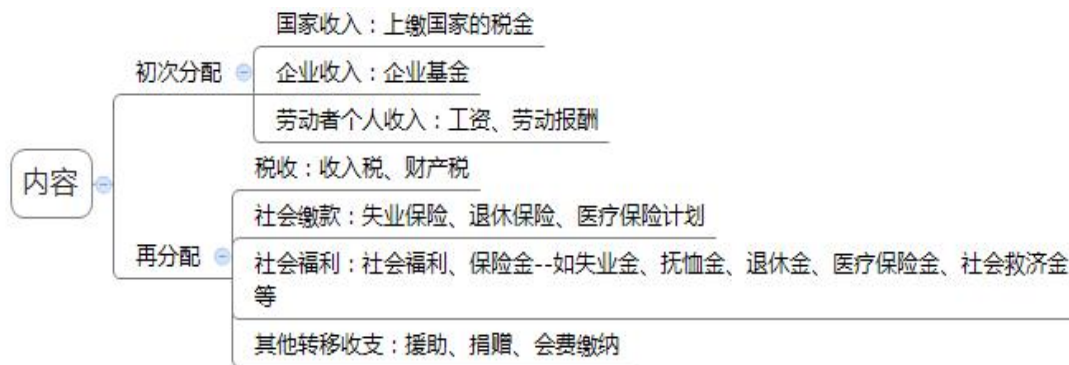 内容
初次分配
国家收入：上缴国家的税金
企业收入：企业基金
劳动者个人收入：工资、劳动报酬
再分配
税收：收入税、财产税
社会缴款：失业保险、退休保险、医疗保险计划
社会福利：社会福利、保险金--如失业金、抚恤金、退休金、医疗保险金、社会救济金
等
其他转移收支：援助、捐赠、会费缴纳